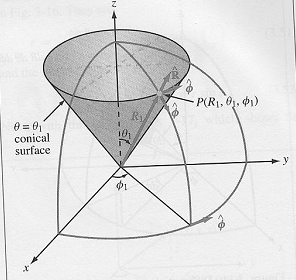 z
R̂
φ̂
P(R₁, θ₁, ϕ₁)
φ̂
R₁
θ₁
θ = θ₁
conical
surface
y
ϕ₁
φ̂
x